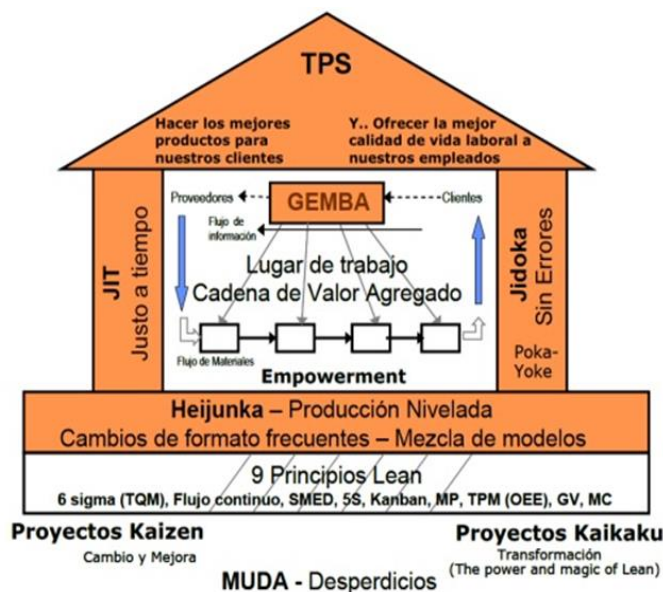 TPS
Hacer los mejores
productos para
nuestros clientes
Y.. Ofrecer la mejor
calidad de vida laboral a
nuestros empleados
JIT
Justo a tiempo
Proveedores
GEMBA
Clientes
Flujo de
información
Lugar de trabajo
Cadena de Valor Agregado
Flujo de Materiales
Empowerment
Jidoka
Sin Errores
Poka-
Yoke
Heijunka – Producción Nivelada
Cambios de formato frecuentes – Mezcla de modelos
9 Principios Lean
6 sigma (TQM), Flujo continuo, SMED, 5S, Kanban, MP, TPM (OEE), GV, MC
Proyectos Kaizen
Cambio y Mejora
Proyectos Kaikaku
Transformación
(The power and magic of Lean)
MUDA - Desperdicios